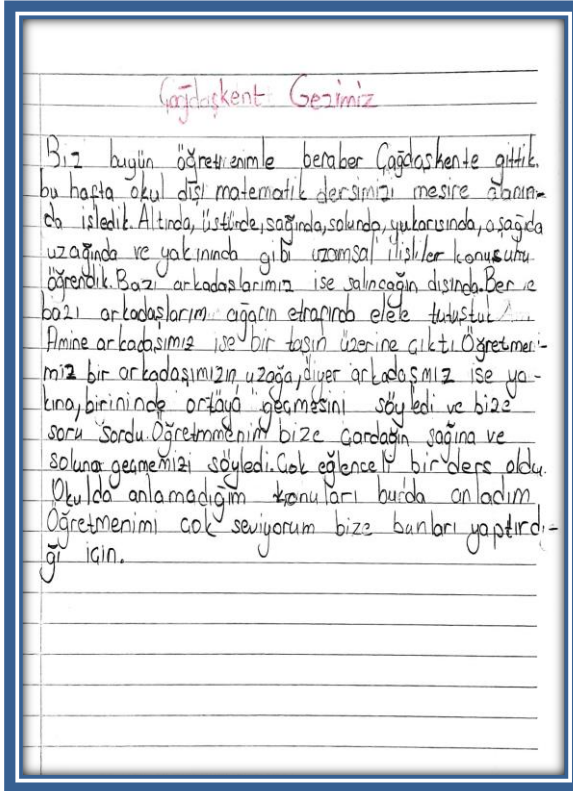 Çağdaşkent Gezimiz
Biz bugün öğretmenimle beraber Çağdaşkente gittik.
bu hafta okul dışı matematik dersimizi mesire alanın-
da işledik. Altında, üstünde, sağında, solunda, yukarısında, aşağıda
uzağında ve yakınında gibi uzamsal ilişliler konusunu
öğrendik. Bazı arkadaşlarımız ise salıncağın dışında. Ben ve
bazı arkadaşlarım ağacın etrafında elele tutuştuk
Amine arkadaşımız ise bir taşın üzerine çıktı. Öğretmeni-
miz bir arkadaşımızın, uzağa, diyer arkadaşmız ise ya-
kına, birininde ortaya geçmesini söyledi ve bize
soru sordu. Öğretmmenim bize Çardağın sağına ve
soluna geçmemizi söyledi. Çok eğlenceli bir ders oldu.
Okulda anlamadığım konuları burda anladım
Öğretmenimi çok seviyorum bize bunları yaptırdı-
ğı için.